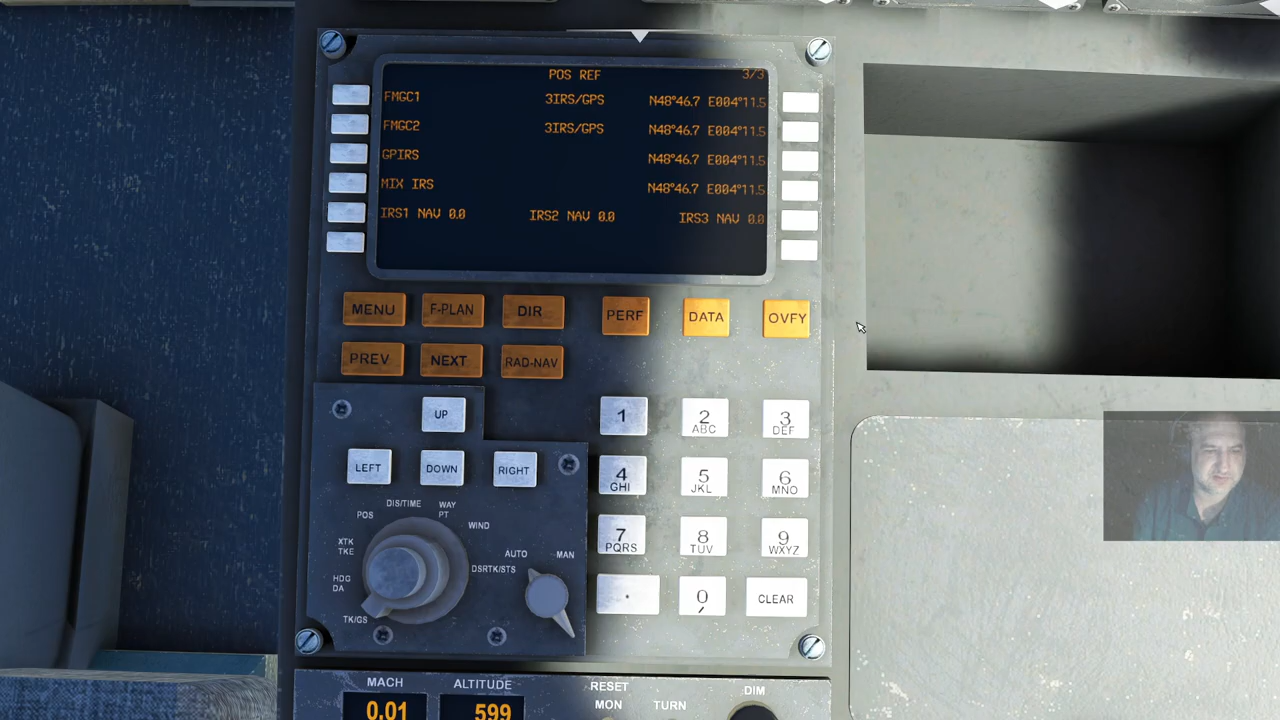 POS REF 3/3
FMGC1 3IRS/GPS N48°46.7 E004°11.5
FMGC2 3IRS/GPS N48°46.7 E004°11.5
GPIRS N48°46.7 E004°11.5
MIX IRS N48°46.7 E004°11.5
IRS1 NAV 0.0 IRS2 NAV 0.0 IRS3 NAV 0.0
MENU F-PLAN DIR PERF DATA OVFY
PREV NEXT RAD-NAV
UP
LEFT DOWN RIGHT
1
2 ABC
3 DEF
4 GHI
5 JKL
6 MNO
7 PQRS
8 TUV
9 WXYZ
.
0 ,
CLEAR
DIS/TIME
WAY PT
POS
WIND
XTK TKE
HDG DA
DSRTK/STS
TK/GS
AUTO MAN
MACH ALTITUDE
0.01 599
RESET
MON TURN
DIM